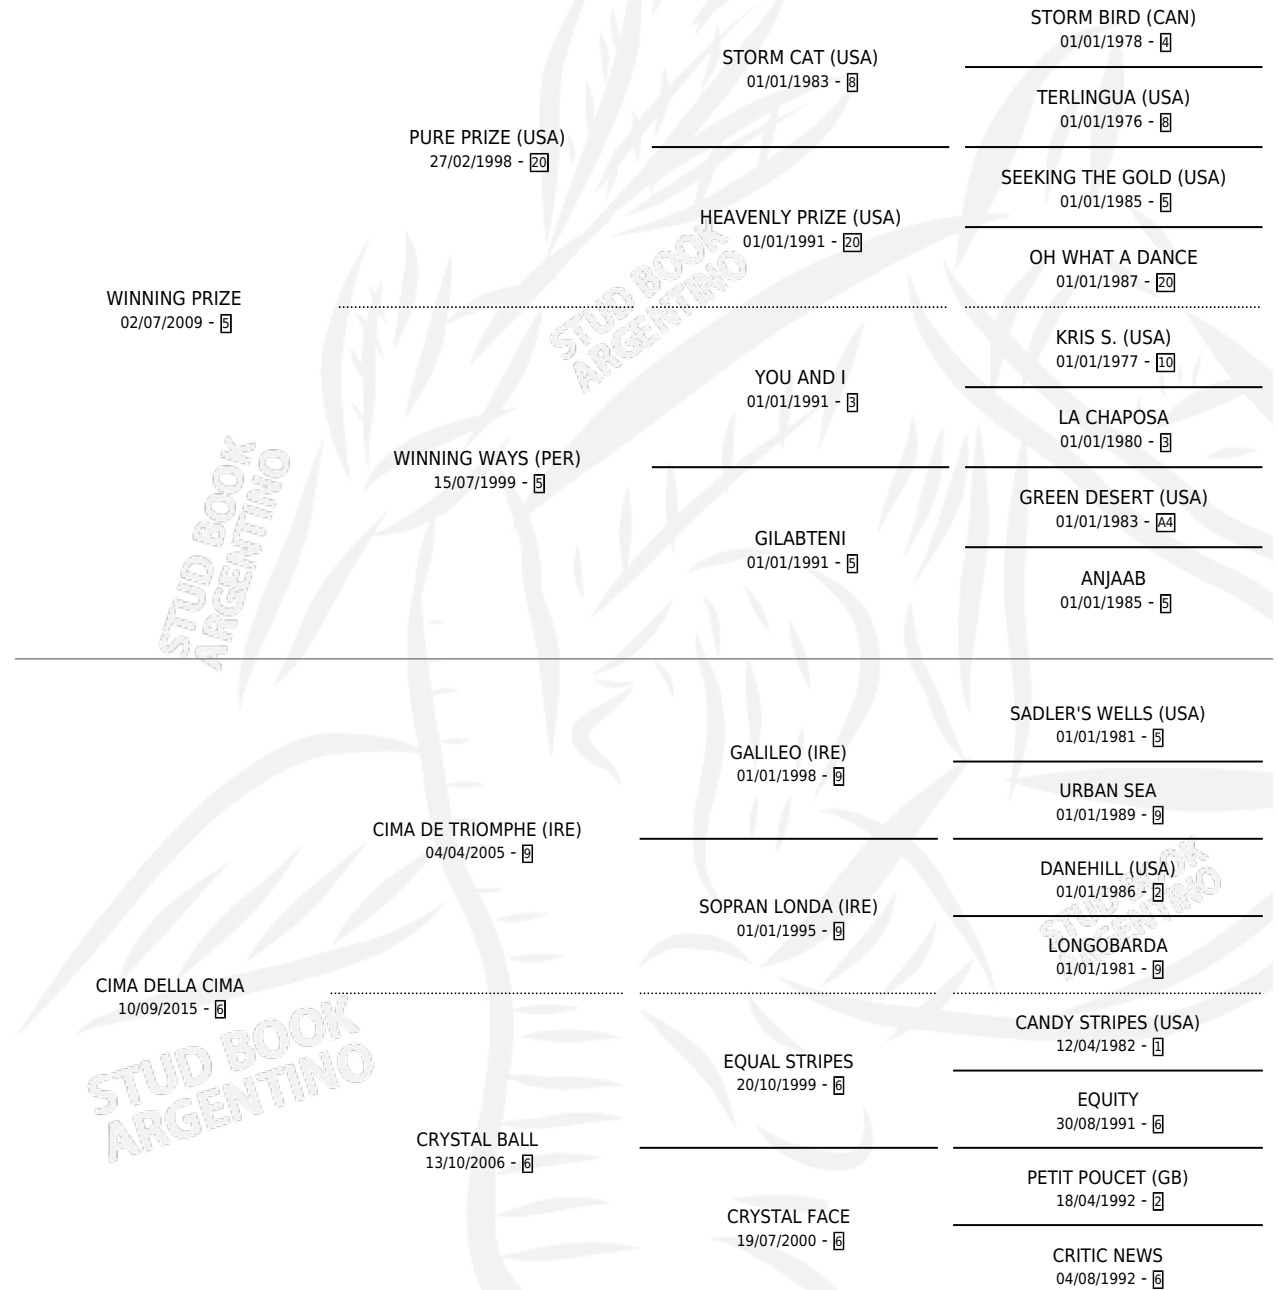 STORM BIRD (CAN)
01/01/1978 - 4
STORM CAT (USA)
01/01/1983 - 8
TERLINGUA (USA)
01/01/1976 - 8
PURE PRIZE (USA)
27/02/1998 - 20
SEEKING THE GOLD (USA)
01/01/1985 - 5
HEAVENLY PRIZE (USA)
01/01/1991 - 20
OH WHAT A DANCE
01/01/1987 - 20
WINNING PRIZE
02/07/2009 - 5
KRIS S. (USA)
01/01/1977 - 10
YOU AND I
01/01/1991 - 3
LA CHAPOSA
01/01/1980 - 3
WINNING WAYS (PER)
15/07/1999 - 5
GREEN DESERT (USA)
01/01/1983 - A4
GILABTENI
01/01/1991 - 5
ANJAAB
01/01/1985 - 5
STUD BOOK
ARGENTINO
STUD BOOK
ARGENTINO
SADLER'S WELLS (USA)
01/01/1981 - 5
GALILEO (IRE)
01/01/1998 - 9
URBAN SEA
01/01/1989 - 9
CIMA DE TRIOMPHE (IRE)
04/04/2005 - 9
DANEHILL (USA)
01/01/1986 - 2
SOPRAN LONDA (IRE)
01/01/1995 - 9
LONGOBARDA
01/01/1981 - 9
CIMA DELLA CIMA
10/09/2015 - 6
CANDY STRIPES (USA)
12/04/1982 - 1
EQUAL STRIPES
20/10/1999 - 6
EQUITY
30/08/1991 - 6
CRYSTAL BALL
13/10/2006 - 6
PETIT POUCET (GB)
18/04/1992 - 2
CRYSTAL FACE
19/07/2000 - 6
CRITIC NEWS
04/08/1992 - 6
STUD BOOK
ARGENTINO
STUD BOOK
ARGENTINO